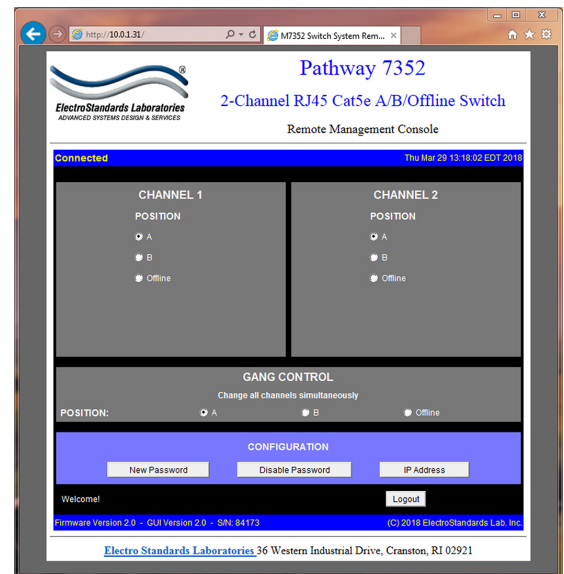 http://10.0.1.31/
M7352 Switch System Rem...
Pathway 7352
2-Channel RJ45 Cat5e A/B/Offline Switch
Remote Management Console
®
ElectroStandards Laboratories
ADVANCED SYSTEMS DESIGN & SERVICES
Connected
Thu Mar 29 13:18:02 EDT 2018
CHANNEL 1
POSITION
A
B
Offline
CHANNEL 2
POSITION
A
B
Offline
GANG CONTROL
Change all channels simultaneously
POSITION:
A
B
Offline
CONFIGURATION
New Password
Disable Password
IP Address
Welcome!
Logout
Firmware Version 2.0 - GUI Version 2.0 - S/N: 84173
(C) 2018 ElectroStandards Lab. Inc.
Electro Standards Laboratories 36 Western Industrial Drive, Cranston, RI 02921